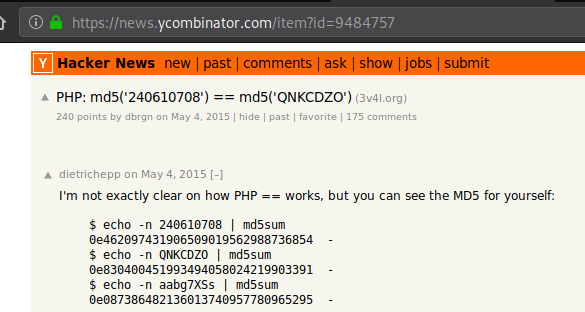 https://news.ycombinator.com/item?id=9484757
Y Hacker News new | past | comments | ask | show | jobs | submit
PHP: md5('240610708') == md5('QNKCDZO') (3v4l.org)
240 points by dbrgn on May 4, 2015 | hide | past | favorite | 175 comments
dietrichepp on May 4, 2015 [–]
I'm not exactly clear on how PHP == works, but you can see the MD5 for yourself:
$ echo -n 240610708 | md5sum
0e462097431906509019562988736854 -
$ echo -n QNKCDZO | md5sum
0e830400451993494058024219903391 -
$ echo -n aabg7XSs | md5sum
0e087386482136013740957780965295 -